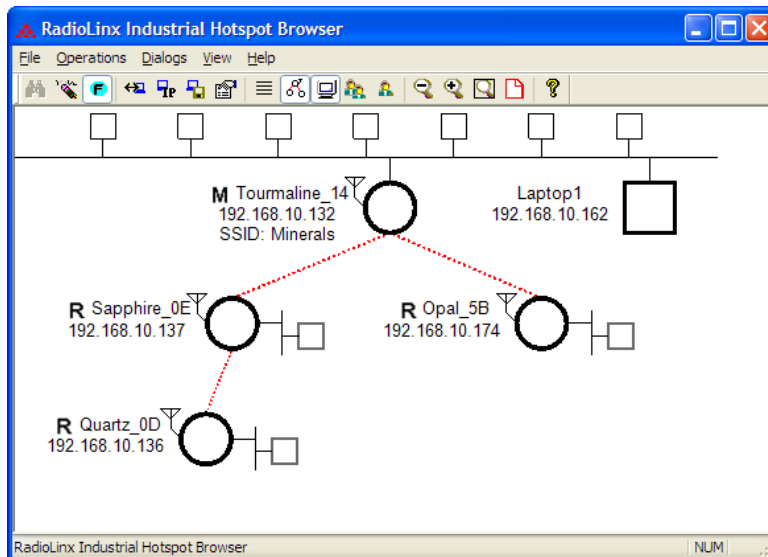 RadioLinx Industrial Hotspot Browser
File Operations Dialogs View Help
F IP ?
M Tourmaline_14
192.168.10.132
SSID: Minerals
Laptop1
192.168.10.162
R Sapphire_0E
192.168.10.137
R Opal_5B
192.168.10.174
R Quartz_0D
192.168.10.136
RadioLinx Industrial Hotspot Browser NUM